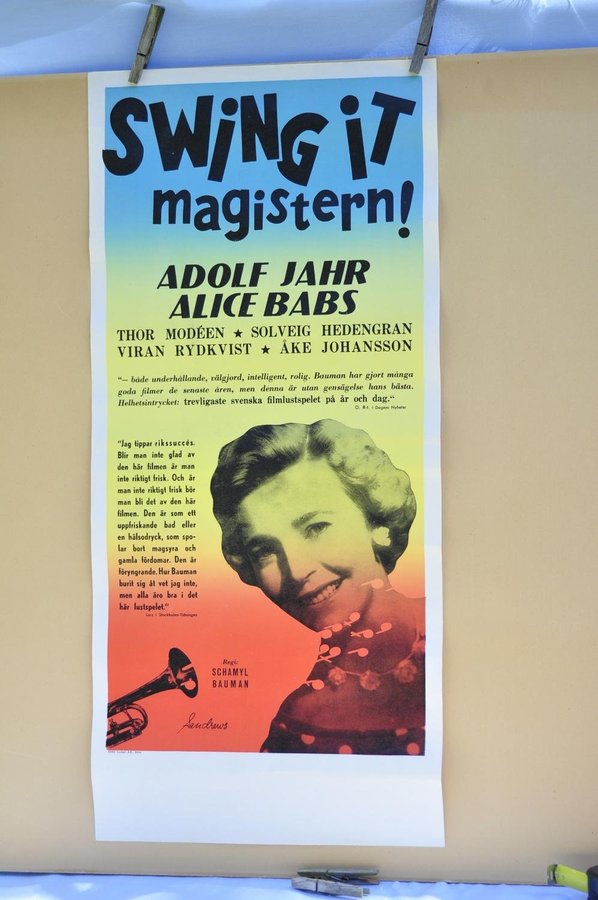 SWiNG iT
magistern!
ADOLF JAHR
ALICE BABS
THOR MODÉEN ★ SOLVEIG HEDENGRAN
VIRAN RYDKVIST ★ ÅKE JOHANSSON
"— både underhållande, välgjord, intelligent, rolig. Bauman har gjort många
goda filmer de senaste åren, men denna är utan gensägelse hans bästa.
Helhetsintrycket: trevligaste svenska filmlustspelet på år och dag."
O. R-t. i Dagens Nyheter
"Jag tippar rikssuccés.
Blir man inte glad av
den här filmen är man
inte riktigt frisk. Och är
man inte riktigt frisk bör
man bli det av den här
filmen. Den är som ett
uppfriskande bad eller
en hälsodryck, som spo-
lar bort magsyra och
gamla fördomar. Den är
föryngrande. Hur Bauman
burit sig åt vet jag inte,
men alla äro bra i det
här lustspelet."
i Stockholms-Tidningen
Regi:
SCHAMYL
BAUMAN
Sandrews